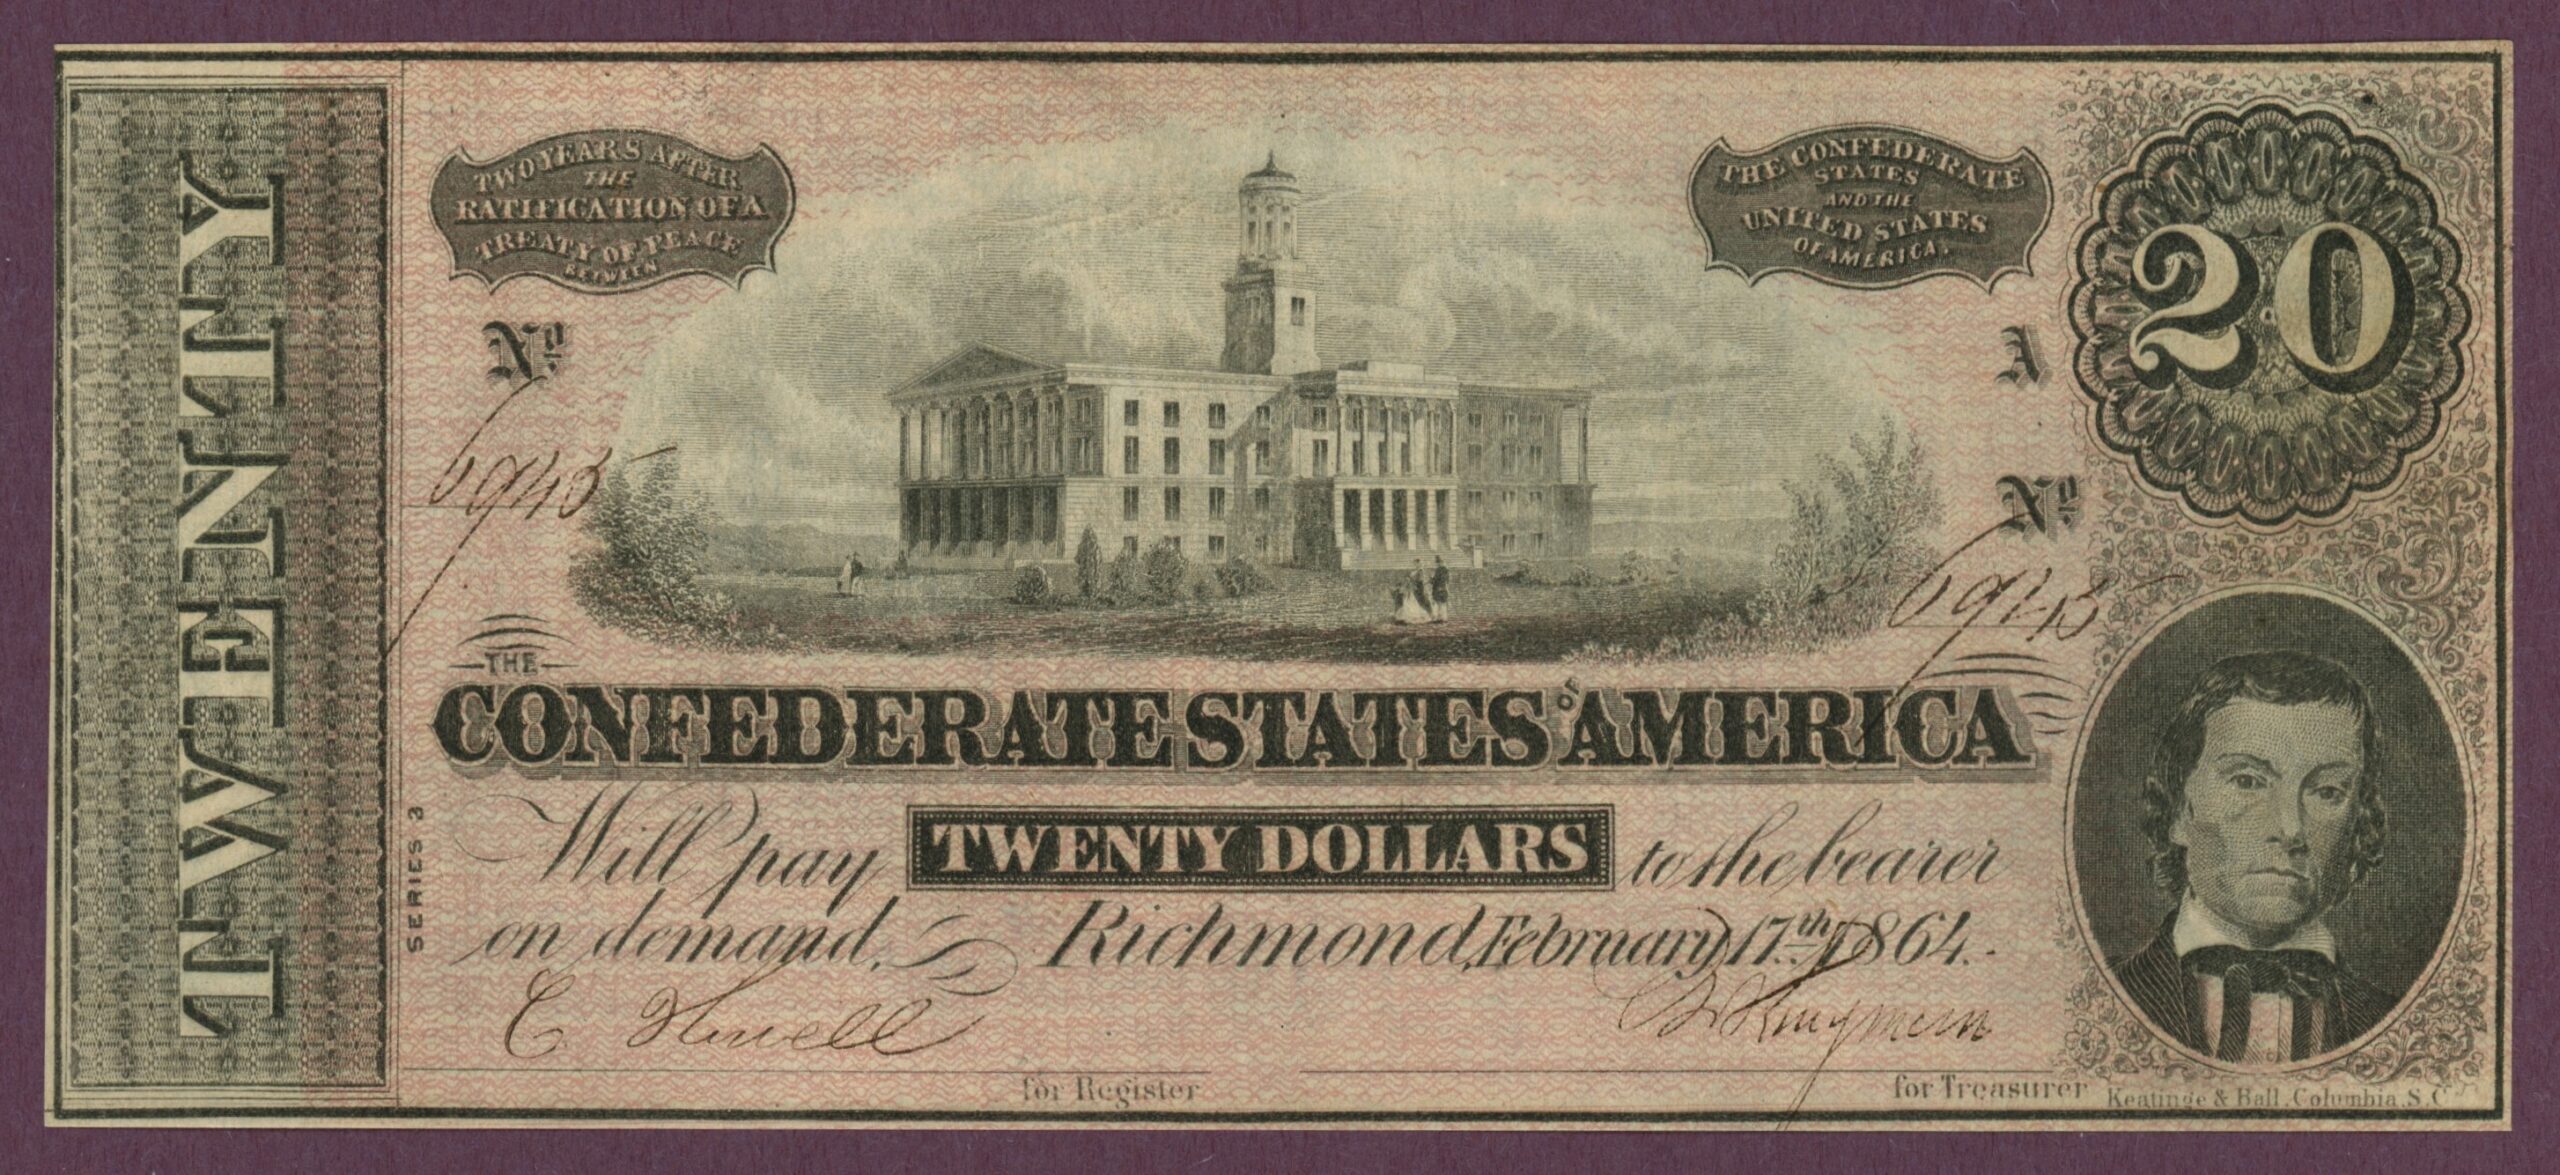 TWENTY
TWO YEARS AFTER
THE
RATIFICATION OF A
TREATY OF PEACE
BETWEEN
THE CONFEDERATE
STATES
AND THE
UNITED STATES
OF AMERICA.
20
No
A
6943
No
6943
THE
CONFEDERATE STATES OF AMERICA
SERIES 3
Will pay TWENTY DOLLARS to the bearer
on demand, Richmond, February 17th 1864.
C
for Register
for Treasurer
Keatinge & Ball, Columbia, S.C.